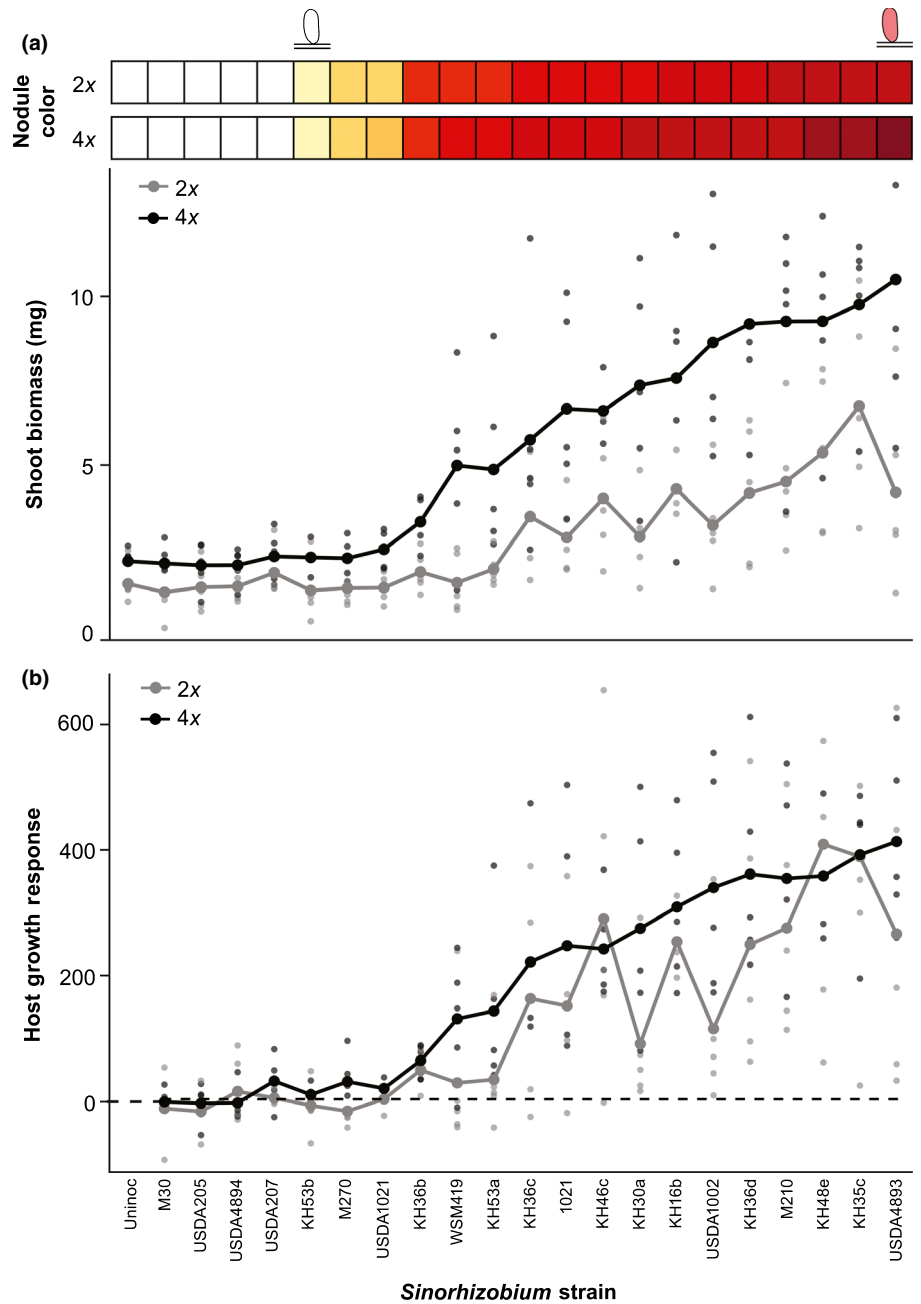 (a)
Nodule
color
2x
4x
2x
4x
Shoot biomass (mg)
10
5
0
(b)
2x
4x
Host growth response
600
400
200
0
Uninoc
M30
USDA205
USDA4894
USDA207
KH53b
M270
USDA1021
KH36b
WSM419
KH53a
KH36c
1021
KH46c
KH30a
KH16b
USDA1002
KH36d
M210
KH48e
KH35c
USDA4893
Sinorhizobium strain